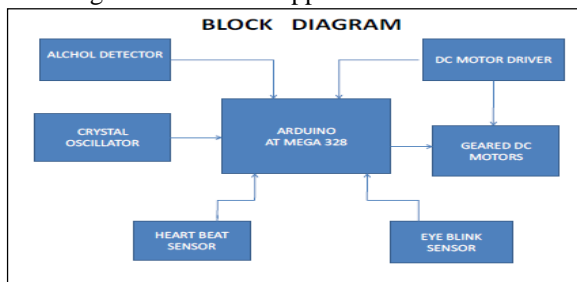 BLOCK DIAGRAM
ALCHOL DETECTOR
DC MOTOR DRIVER
CRYSTAL
OSCILLATOR
ARDUINO
AT MEGA 328
GEARED DC
MOTORS
HEART BEAT
SENSOR
EYE BLINK
SENSOR